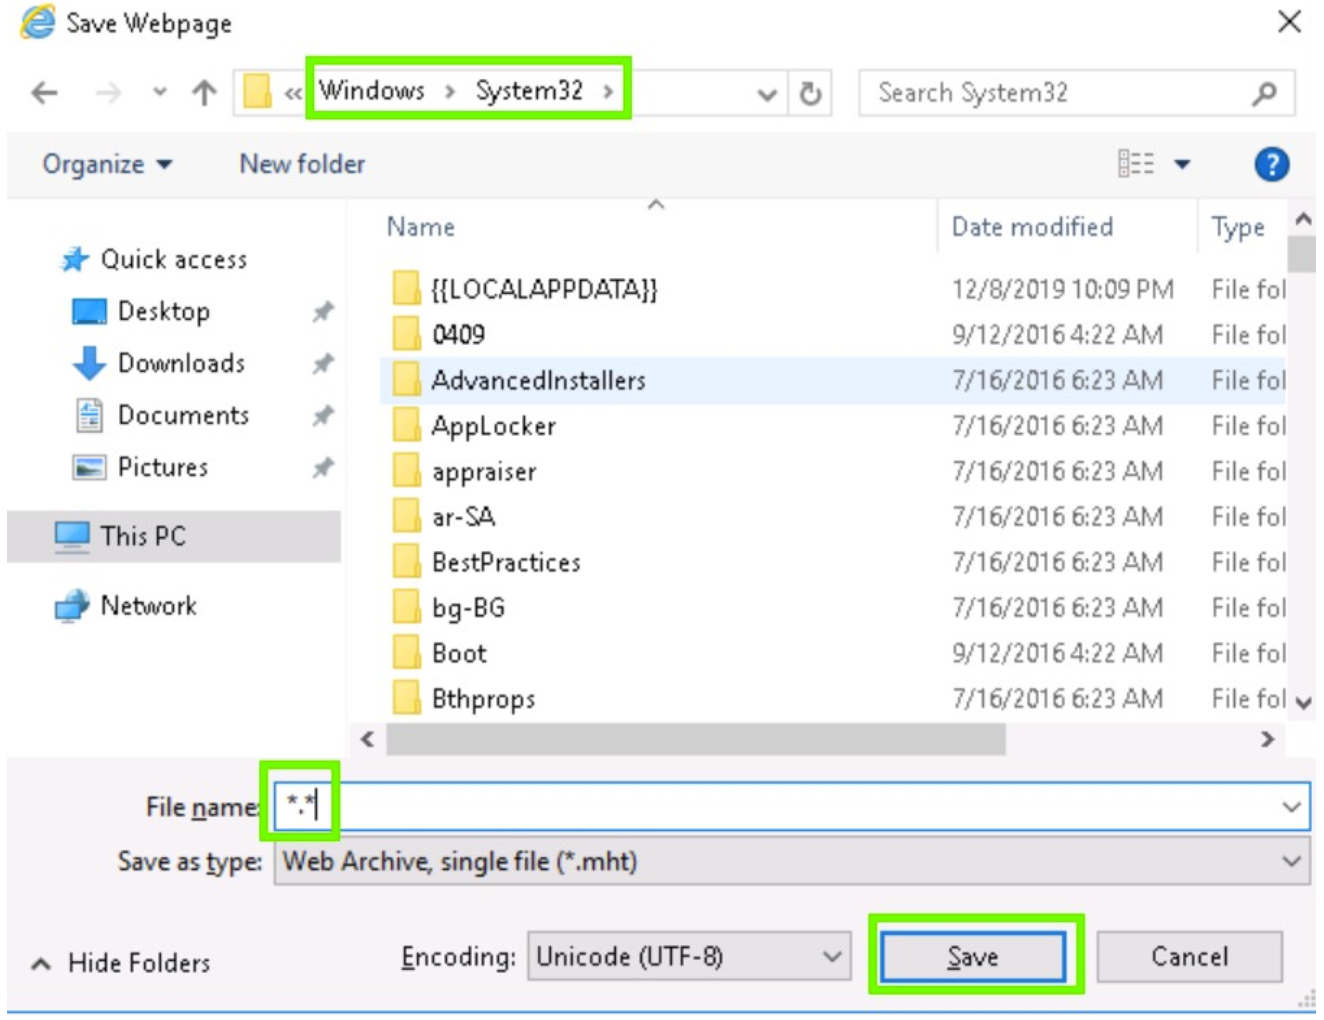 Save Webpage
« Windows > System32 >
Search System32
Organize
New folder
?
Name
Date modified
Type
Quick access
Desktop
Downloads
Documents
Pictures
This PC
Network
{{LOCALAPPDATA}} 12/8/2019 10:09 PM File fol
0409 9/12/2016 4:22 AM File fol
AdvancedInstallers 7/16/2016 6:23 AM File fol
AppLocker 7/16/2016 6:23 AM File fol
appraiser 7/16/2016 6:23 AM File fol
ar-SA 7/16/2016 6:23 AM File fol
BestPractices 7/16/2016 6:23 AM File fol
bg-BG 7/16/2016 6:23 AM File fol
Boot 9/12/2016 4:22 AM File fol
Bthprops 7/16/2016 6:23 AM File fol
File name: *.*
Save as type: Web Archive, single file (*.mht)
Hide Folders
Encoding: Unicode (UTF-8)
Save
Cancel